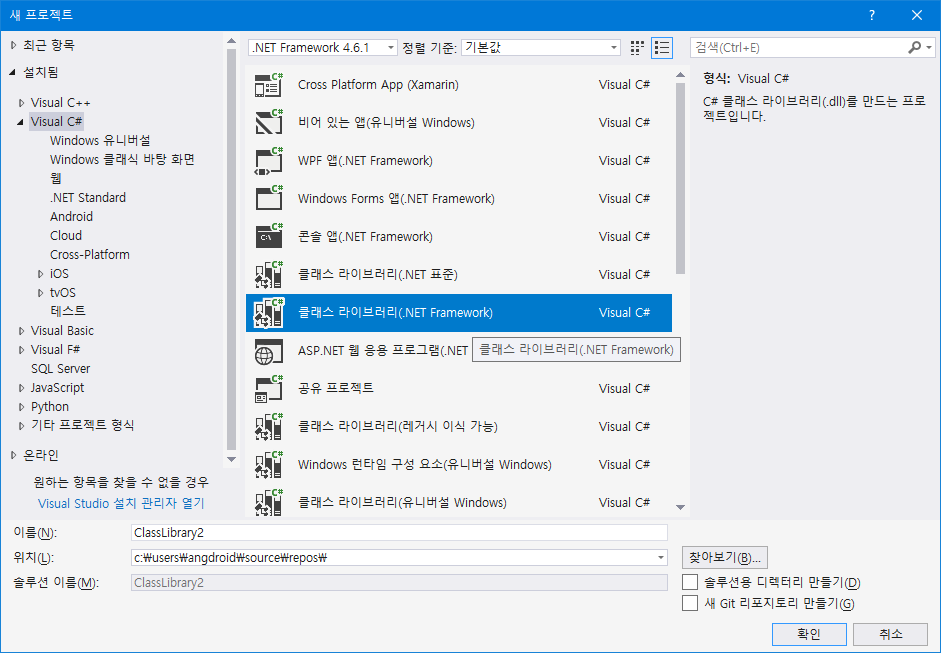 새 프로젝트
?
최근 항목
설치됨
Visual C++
Visual C#
Windows 유니버설
Windows 클래식 바탕 화면
웹
.NET Standard
Android
Cloud
Cross-Platform
iOS
tvOS
테스트
Visual Basic
Visual F#
SQL Server
JavaScript
Python
기타 프로젝트 형식
온라인
원하는 항목을 찾을 수 없을 경우
Visual Studio 설치 관리자 열기
.NET Framework 4.6.1 정렬 기준: 기본값
Cross Platform App (Xamarin) Visual C#
비어 있는 앱(유니버설 Windows) Visual C#
WPF 앱(.NET Framework) Visual C#
Windows Forms 앱(.NET Framework) Visual C#
콘솔 앱(.NET Framework) Visual C#
클래스 라이브러리(.NET 표준) Visual C#
클래스 라이브러리(.NET Framework) Visual C#
ASP.NET 웹 응용 프로그램(.NET
클래스 라이브러리(.NET Framework)
공유 프로젝트 Visual C#
클래스 라이브러리(레거시 이식 가능) Visual C#
Windows 런타임 구성 요소(유니버설 Windows) Visual C#
클래스 라이브러리(유니버설 Windows) Visual C#
검색(Ctrl+E)
형식: Visual C#
C# 클래스 라이브러리(.dll)를 만드는 프로
젝트입니다.
이름(N): ClassLibrary2
위치(L): c:₩users₩angdroid₩source₩repos₩
찾아보기(B)...
솔루션 이름(M): ClassLibrary2
솔루션용 디렉터리 만들기(D)
새 Git 리포지토리 만들기(G)
확인 취소